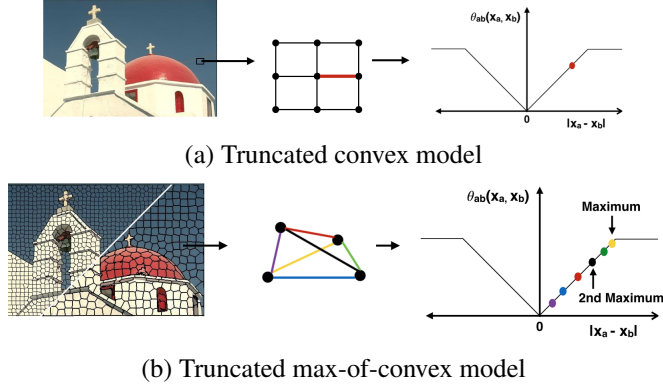 θab(xa, xb)
0
|xa - xb|
(a) Truncated convex model
θab(xa, xb)
Maximum
2nd Maximum
0
|xa - xb|
(b) Truncated max-of-convex model